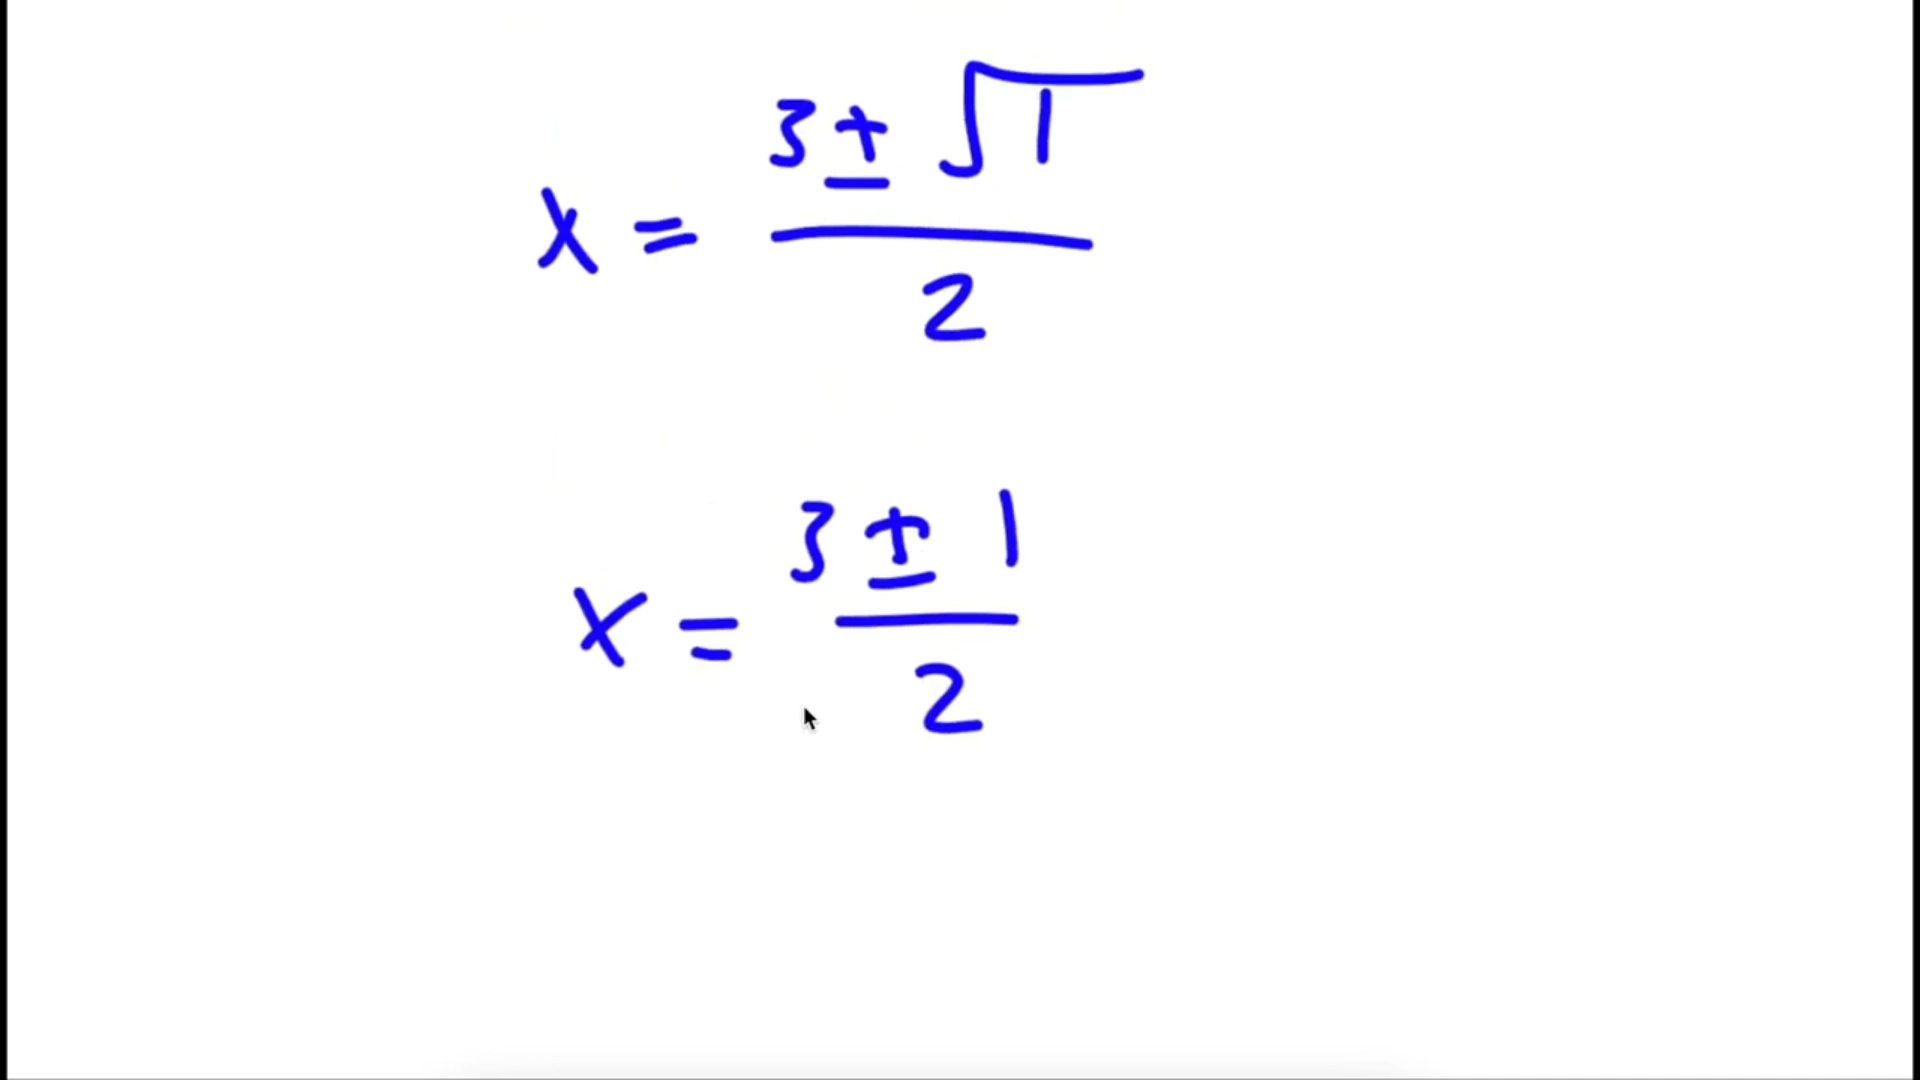 x = (3 ± √1) / 2
x = (3 ± 1) / 2